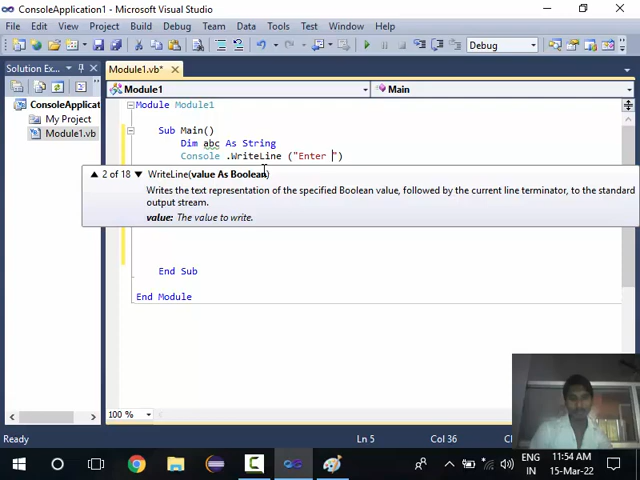 ConsoleApplication1 - Microsoft Visual Studio
File Edit View Project Build Debug Team Data Tools Test Window Help
Debug
Solution Ex...
Module1.vb*
Module1
Main
ConsoleApplicat
My Project
Module1.vb
Module Module1
Sub Main()
Dim abc As String
Console .WriteLine ("Enter ")
2 of 18 WriteLine(value As Boolean)
Writes the text representation of the specified Boolean value, followed by the current line terminator, to the standard
output stream.
value: The value to write.
End Sub
End Module
100 %
Ready
Ln 5
Col 36
ENG
IN
11:54 AM
15-Mar-22